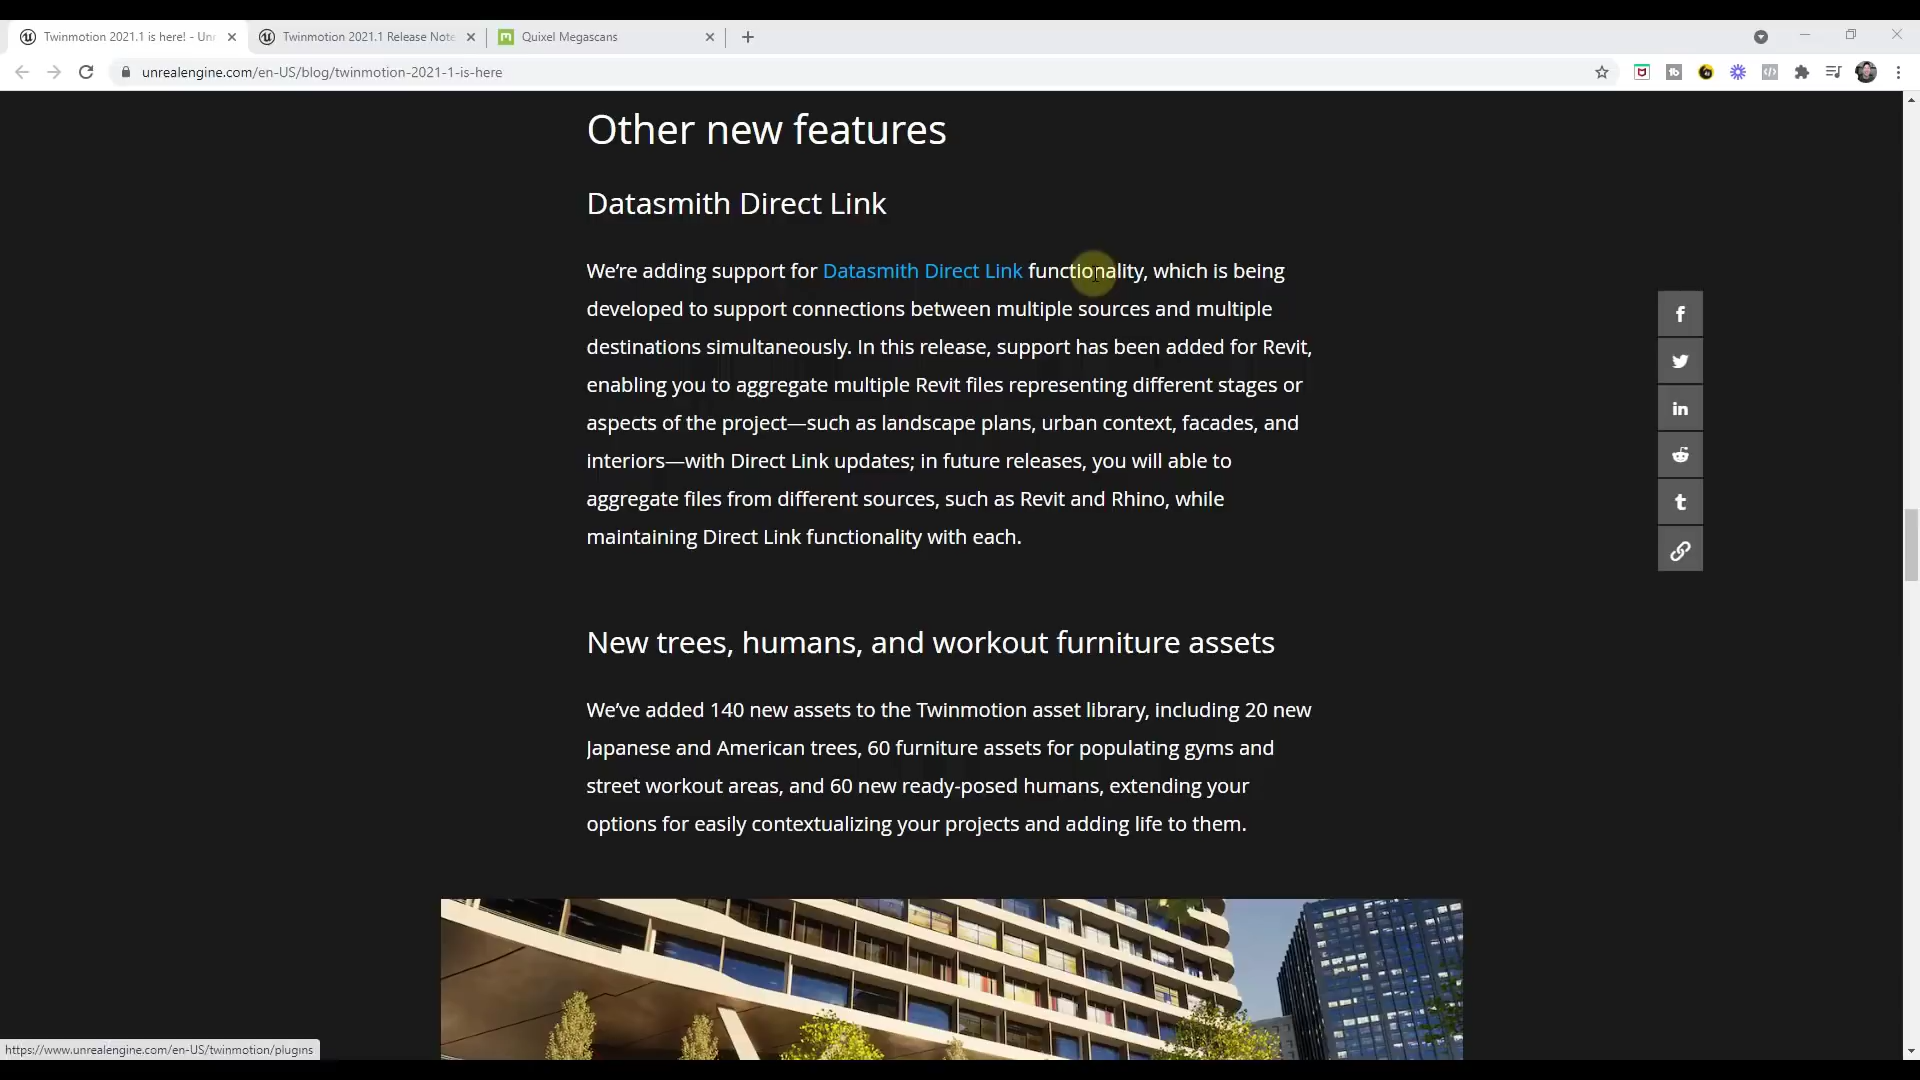 Twinmotion 2021.1 is here! - Unr
Twinmotion 2021.1 Release Note
Quixel Megascans
unrealengine.com/en-US/blog/twinmotion-2021-1-is-here
Other new features
Datasmith Direct Link
We're adding support for Datasmith Direct Link functionality, which is being
developed to support connections between multiple sources and multiple
destinations simultaneously. In this release, support has been added for Revit,
enabling you to aggregate multiple Revit files representing different stages or
aspects of the project—such as landscape plans, urban context, facades, and
interiors—with Direct Link updates; in future releases, you will able to
aggregate files from different sources, such as Revit and Rhino, while
maintaining Direct Link functionality with each.
New trees, humans, and workout furniture assets
We've added 140 new assets to the Twinmotion asset library, including 20 new
Japanese and American trees, 60 furniture assets for populating gyms and
street workout areas, and 60 new ready-posed humans, extending your
options for easily contextualizing your projects and adding life to them.
https://www.unrealengine.com/en-US/twinmotion/plugins